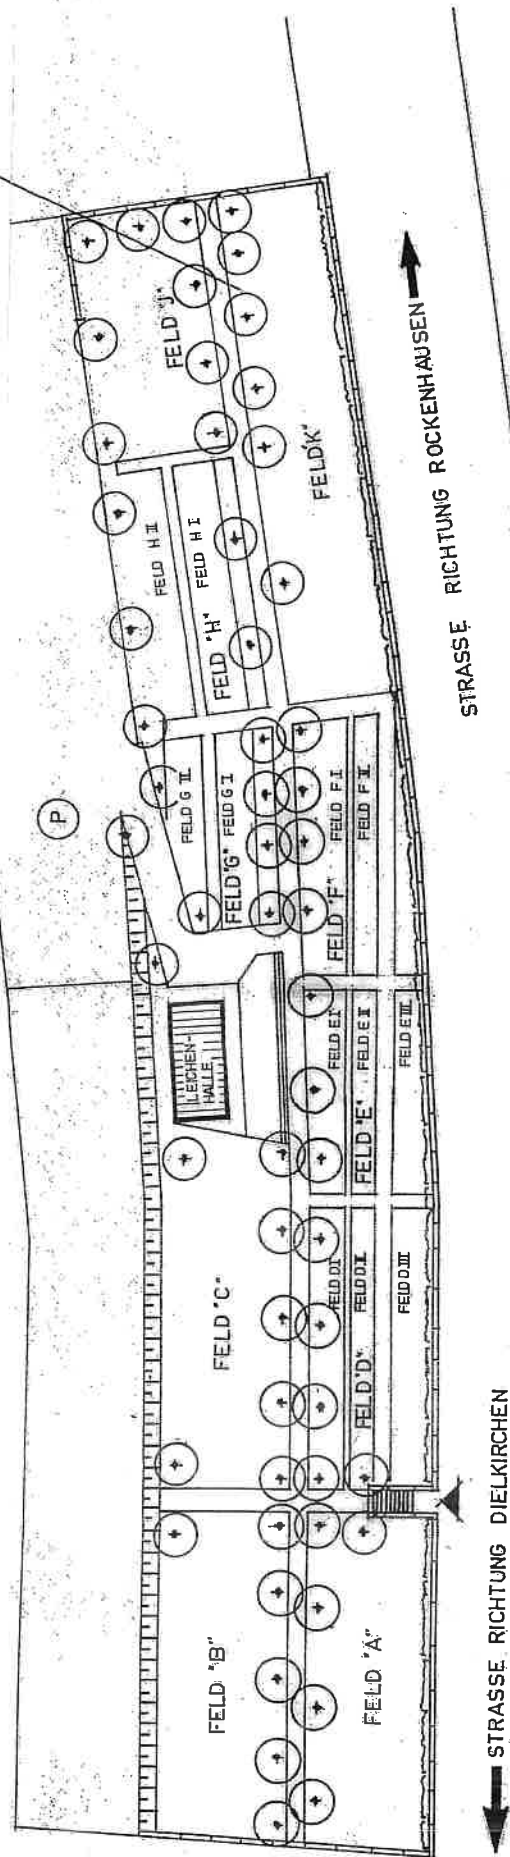 FELD "J"
FELD "K"
FELD H II
FELD H I
FELD "H"
STRASSE RICHTUNG ROCKENHAUSEN
P
FELD G II
FELD G I
FELD "G"
FELD F I
FELD F II
FELD "F"
LEICHEN-
HALLE
FELD E I
FELD E II
FELD E III
FELD "E"
FELD "C"
FELD D I
FELD D II
FELD D III
FELD "D"
FELD "B"
FELD "A"
STRASSE RICHTUNG DIELKIRCHEN